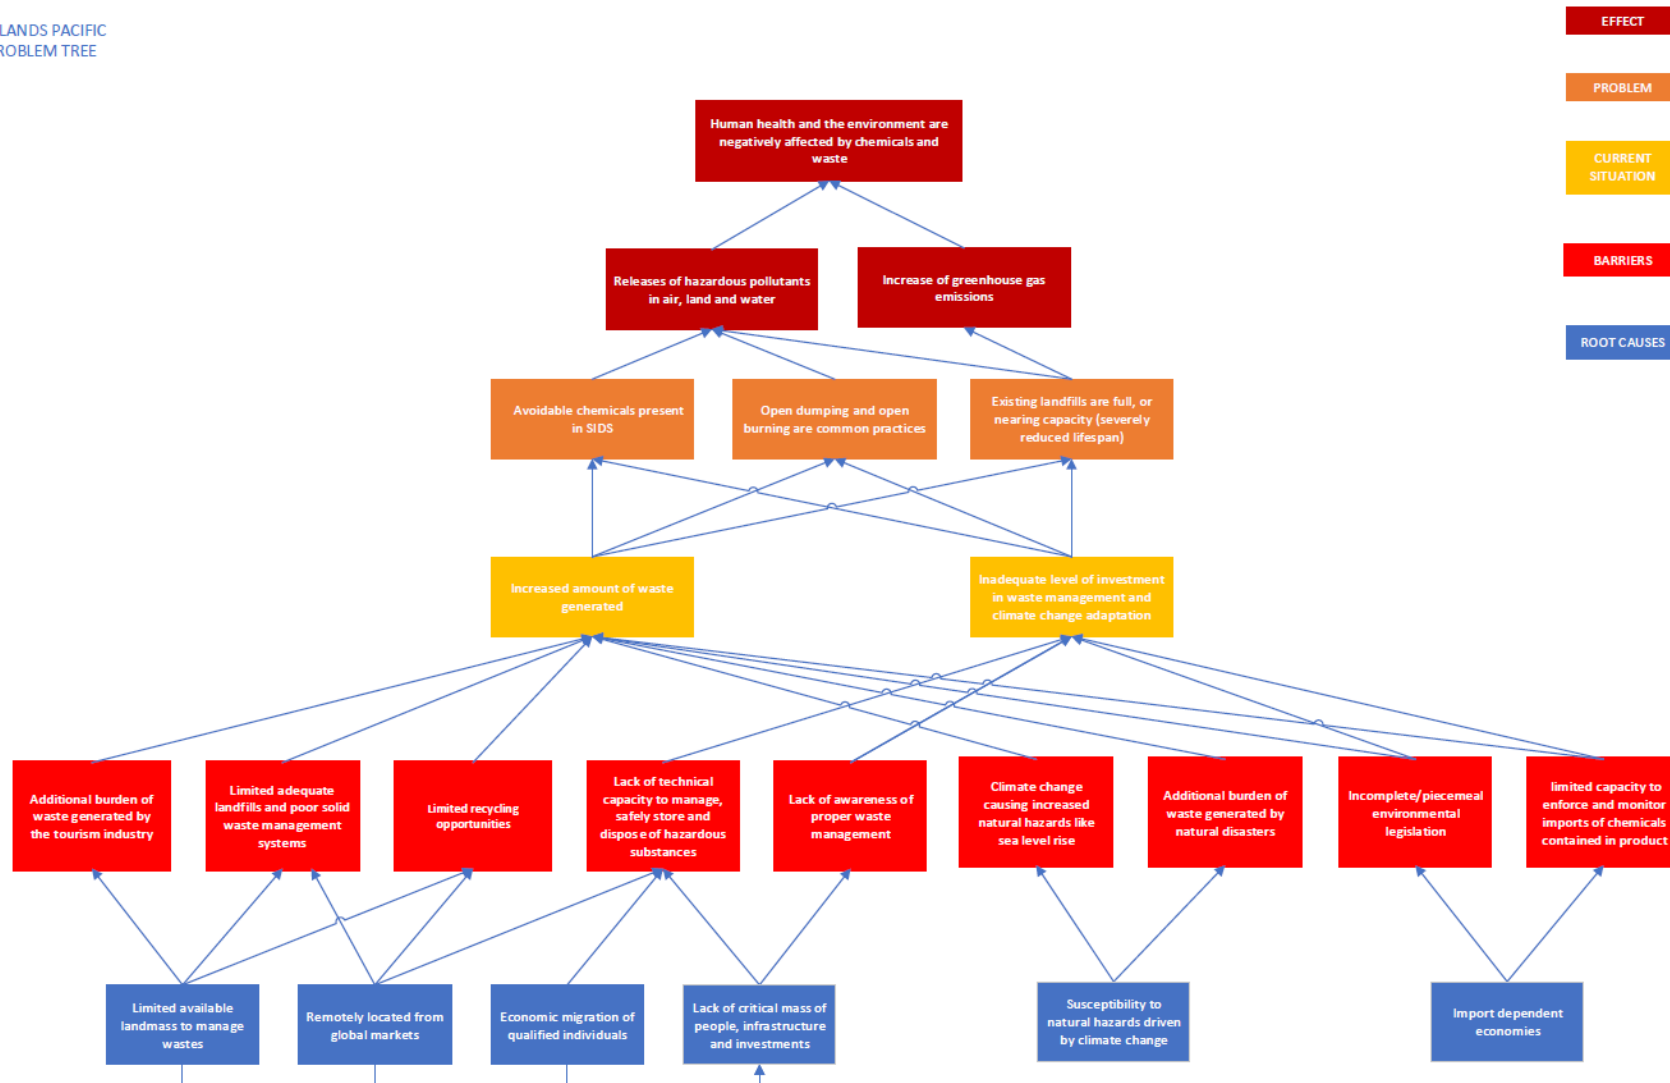 LANDS PACIFIC
ROBLEM TREE
EFFECT
PROBLEM
CURRENT
SITUATION
BARRIERS
ROOT CAUSES
Human health and the environment are
negatively affected by chemicals and
waste
Releases of hazardous pollutants
in air, land and water
Increase of greenhouse gas
emissions
Avoidable chemicals present
in SIDS
Open dumping and open
burning are common practices
Existing landfills are full, or
nearing capacity (severely
reduced lifespan)
Increased amount of waste
generated
Inadequate level of investment
in waste management and
climate change adaptation
Additional burden of
waste generated by
the tourism industry
Limited adequate
landfills and poor solid
waste management
systems
Limited recycling
opportunities
Lack of technical
capacity to manage,
safely store and
dispose of hazardous
substances
Lack of awareness of
proper waste
management
Climate change
causing increased
natural hazards like
sea level rise
Additional burden of
waste generated by
natural disasters
Incomplete/piecemeal
environmental
legislation
limited capacity to
enforce and monitor
imports of chemicals
contained in product
Limited available
landmass to manage
wastes
Remotely located from
global markets
Economic migration of
qualified individuals
Lack of critical mass of
people, infrastructure
and investments
Susceptibility to
natural hazards driven
by climate change
Import dependent
economies